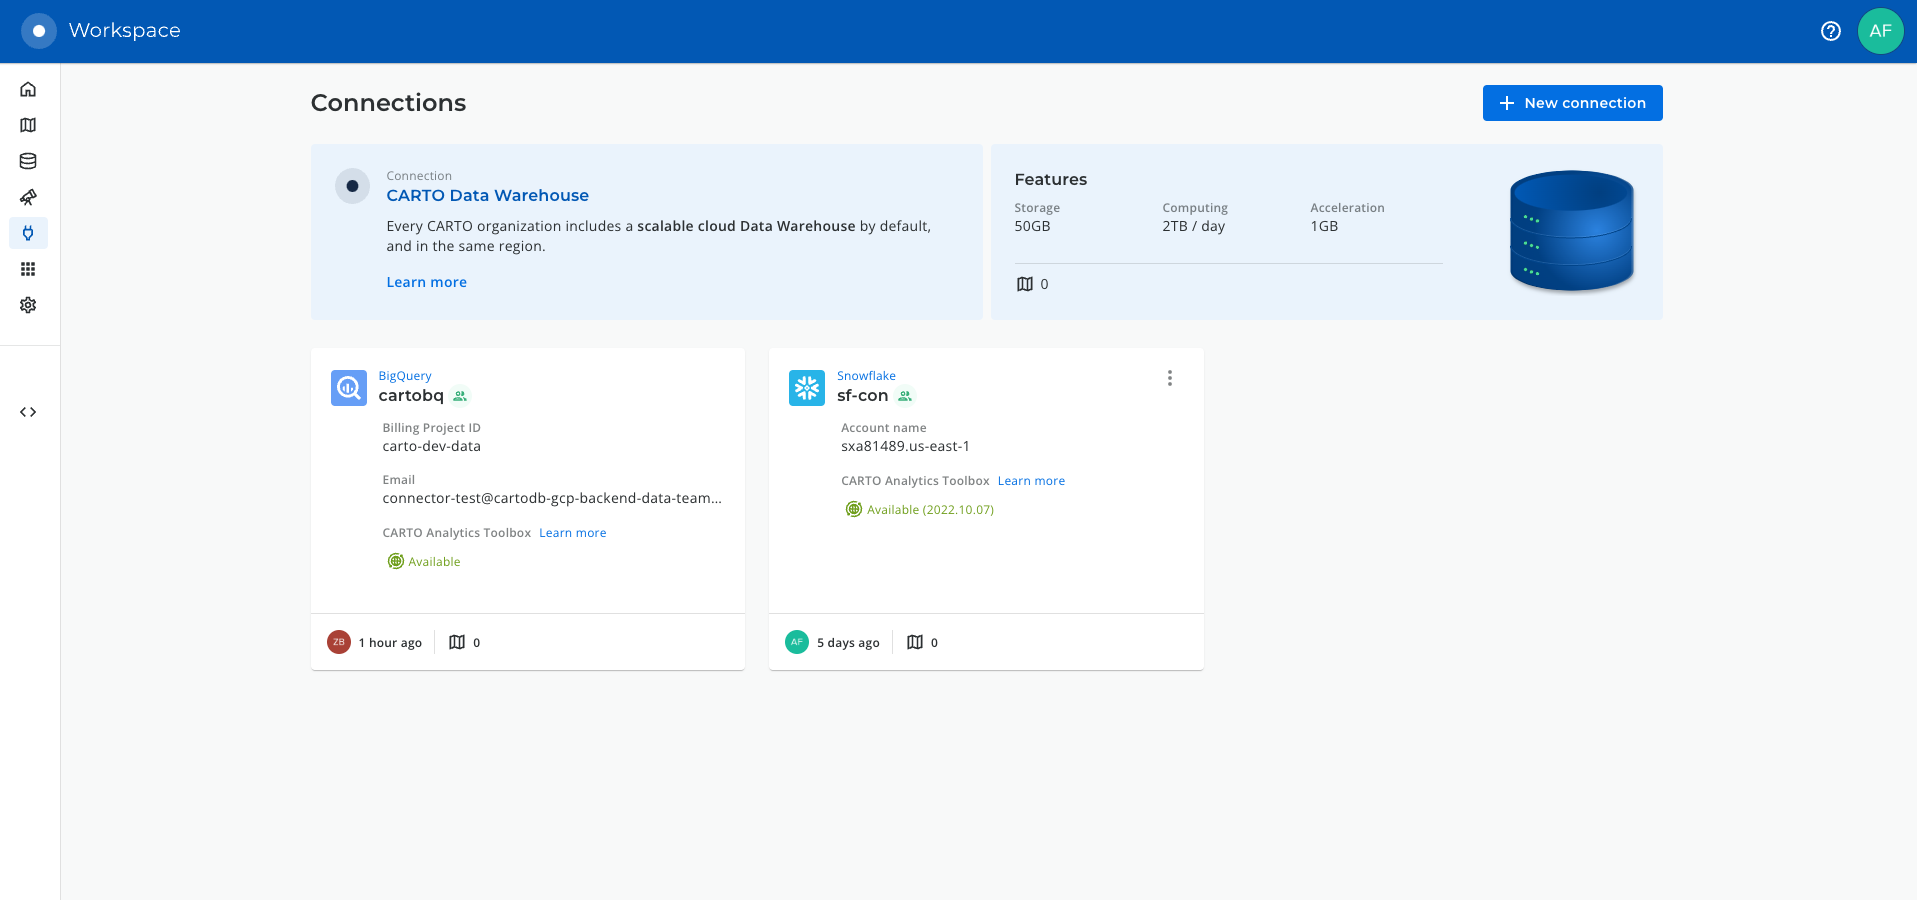 Workspace
AF
Connections
New connection
Connection
CARTO Data Warehouse
Every CARTO organization includes a scalable cloud Data Warehouse by default,
and in the same region.
Learn more
Features
Storage Computing Acceleration
50GB 2TB / day 1GB
0
BigQuery
cartobq
Billing Project ID
carto-dev-data
Email
connector-test@cartodb-gcp-backend-data-team...
CARTO Analytics Toolbox Learn more
Available
ZB 1 hour ago 0
Snowflake
sf-con
Account name
sxa81489.us-east-1
CARTO Analytics Toolbox Learn more
Available (2022.10.07)
AF 5 days ago 0